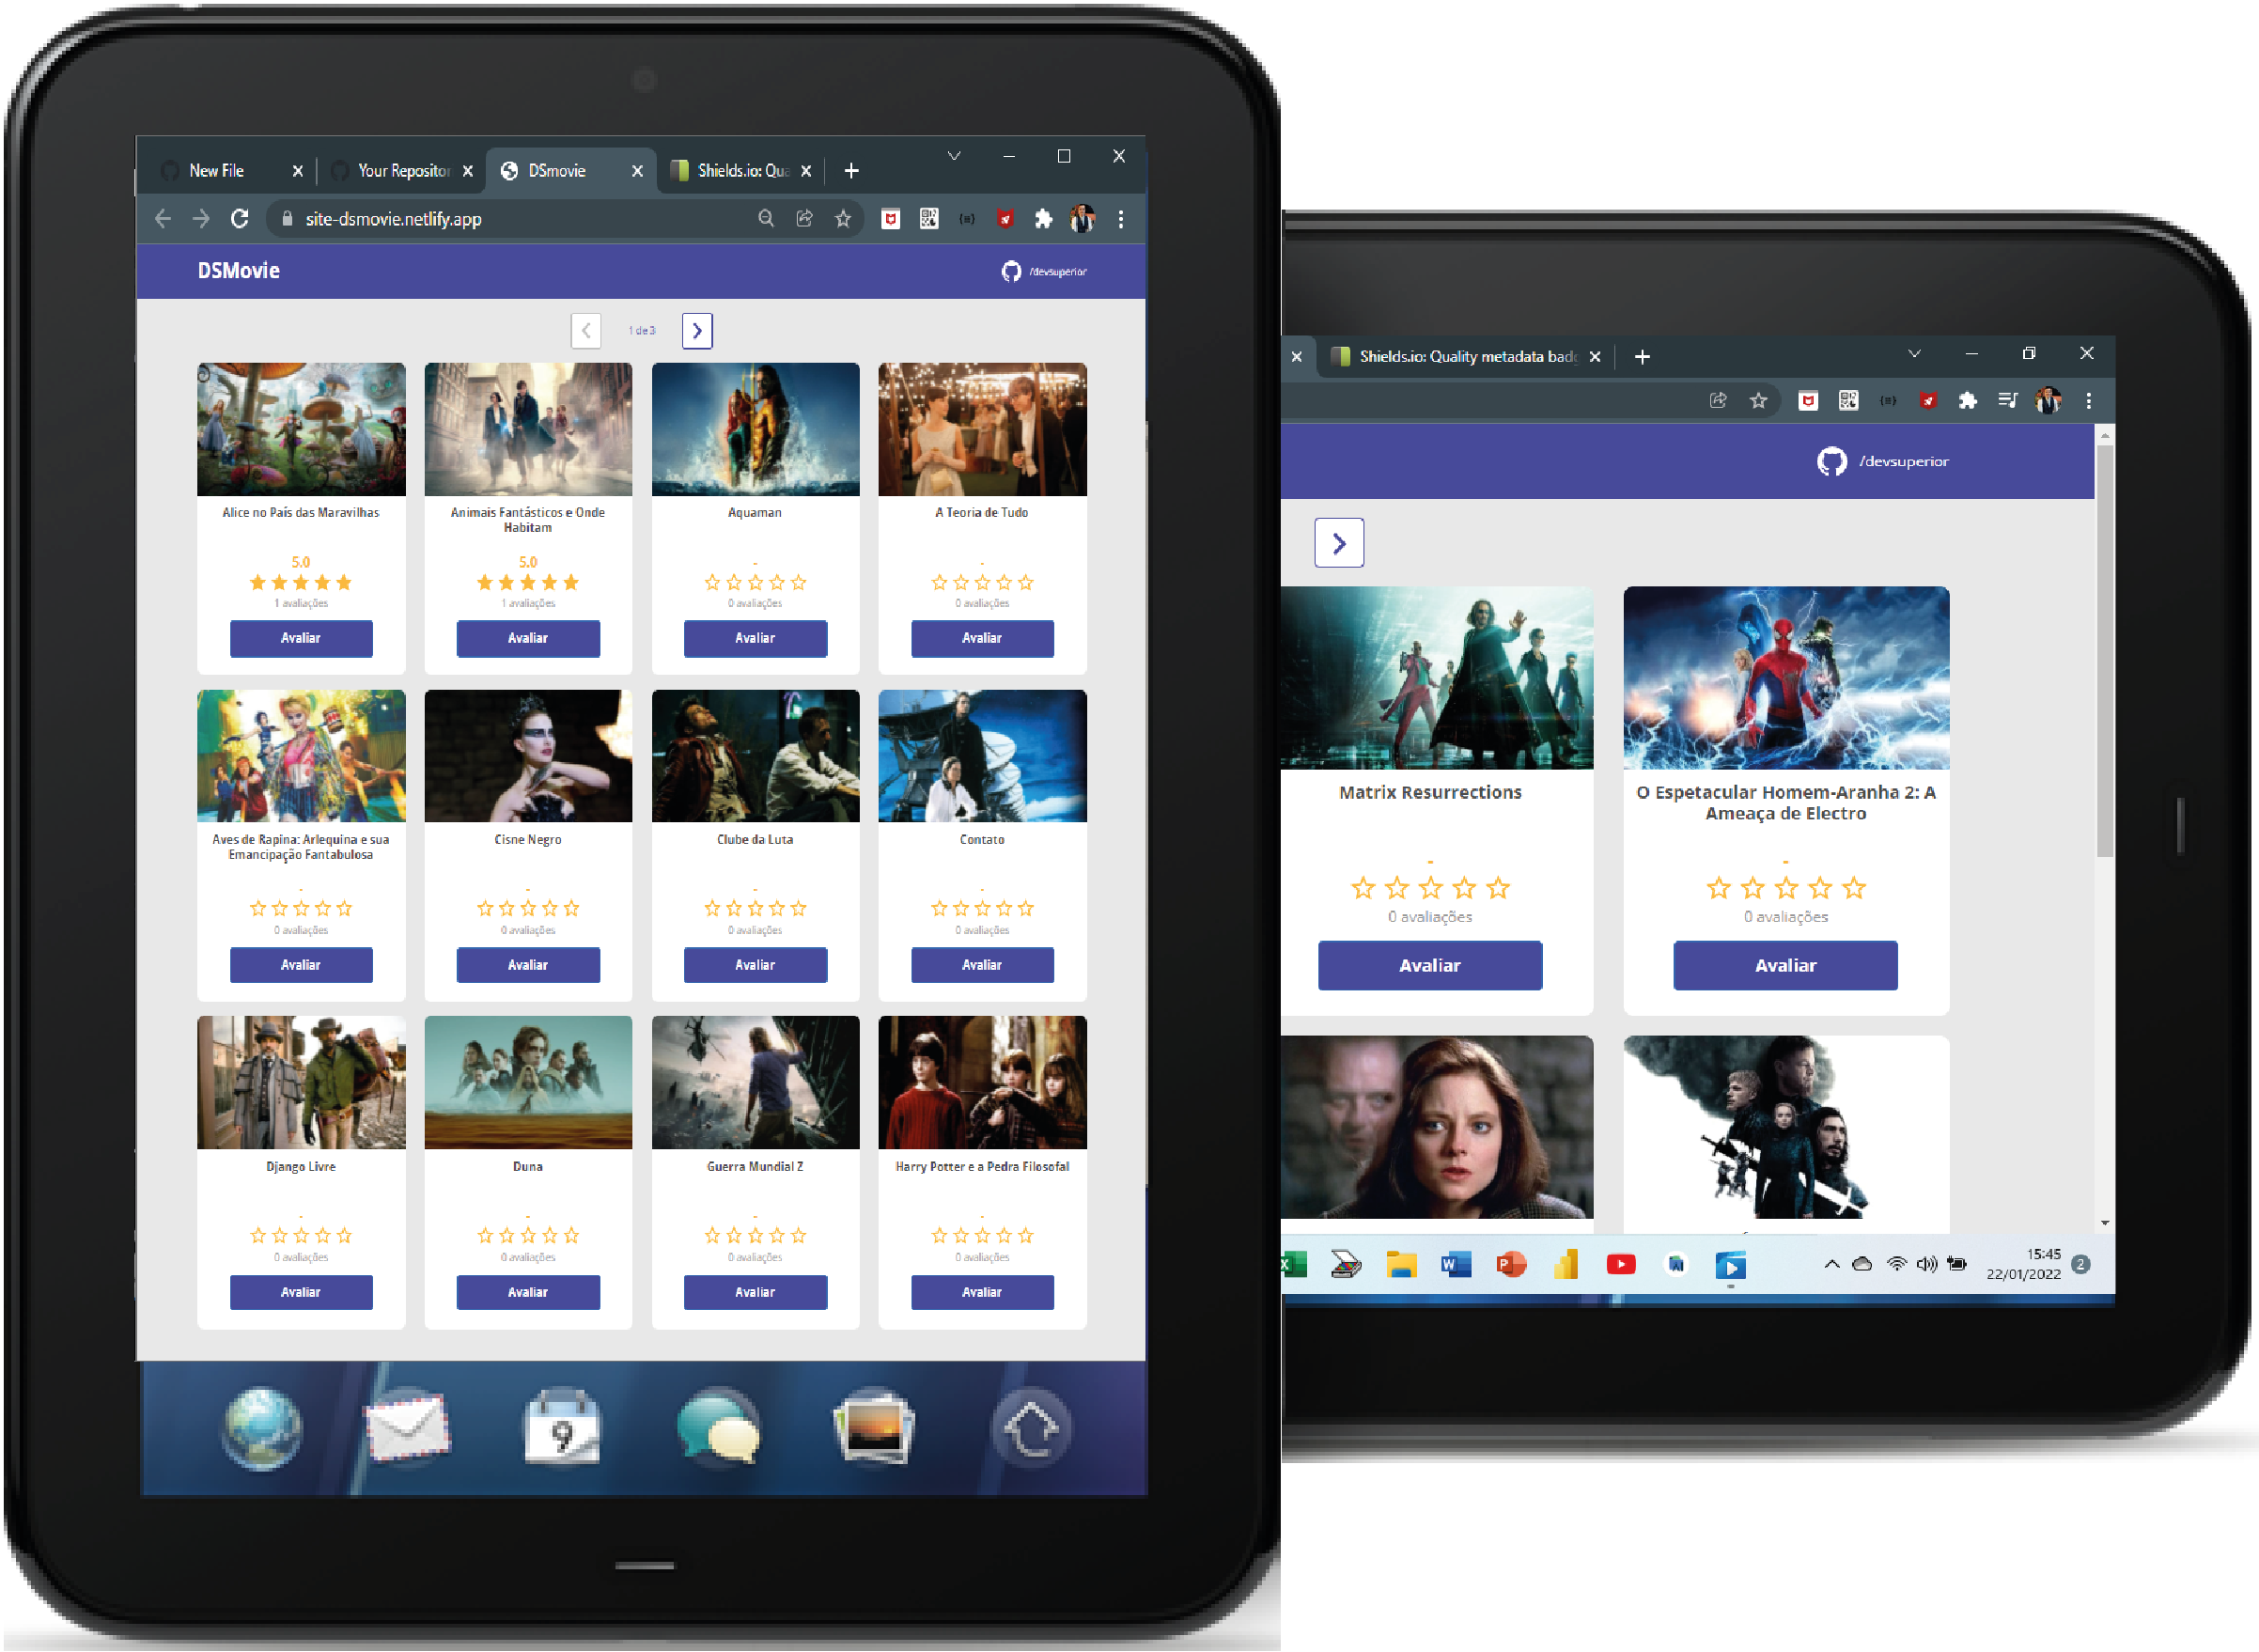 New File
Your Repositor
DSmovie
Shields.io: Qua
site-dsmovie.netlify.app
DSMovie
/devsuperior
1 de 3
Alice no País das Maravilhas
Animais Fantásticos e Onde
Habitam
Aquaman
A Teoria de Tudo
5.0
5.0
-
-
1 avaliações
1 avaliações
0 avaliações
0 avaliações
Avaliar
Avaliar
Avaliar
Avaliar
Aves de Rapina: Arlequina e sua
Emancipação Fantabulosa
Cisne Negro
Clube da Luta
Contato
-
-
-
-
0 avaliações
0 avaliações
0 avaliações
0 avaliações
Avaliar
Avaliar
Avaliar
Avaliar
Django Livre
Duna
Guerra Mundial Z
Harry Potter e a Pedra Filosofal
-
-
-
-
0 avaliações
0 avaliações
0 avaliações
0 avaliações
Avaliar
Avaliar
Avaliar
Avaliar
9
Shields.io: Quality metadata badg
/devsuperior
Matrix Resurrections
O Espetacular Homem-Aranha 2: A
Ameaça de Electro
-
-
0 avaliações
0 avaliações
Avaliar
Avaliar
15:45
22/01/2022
2